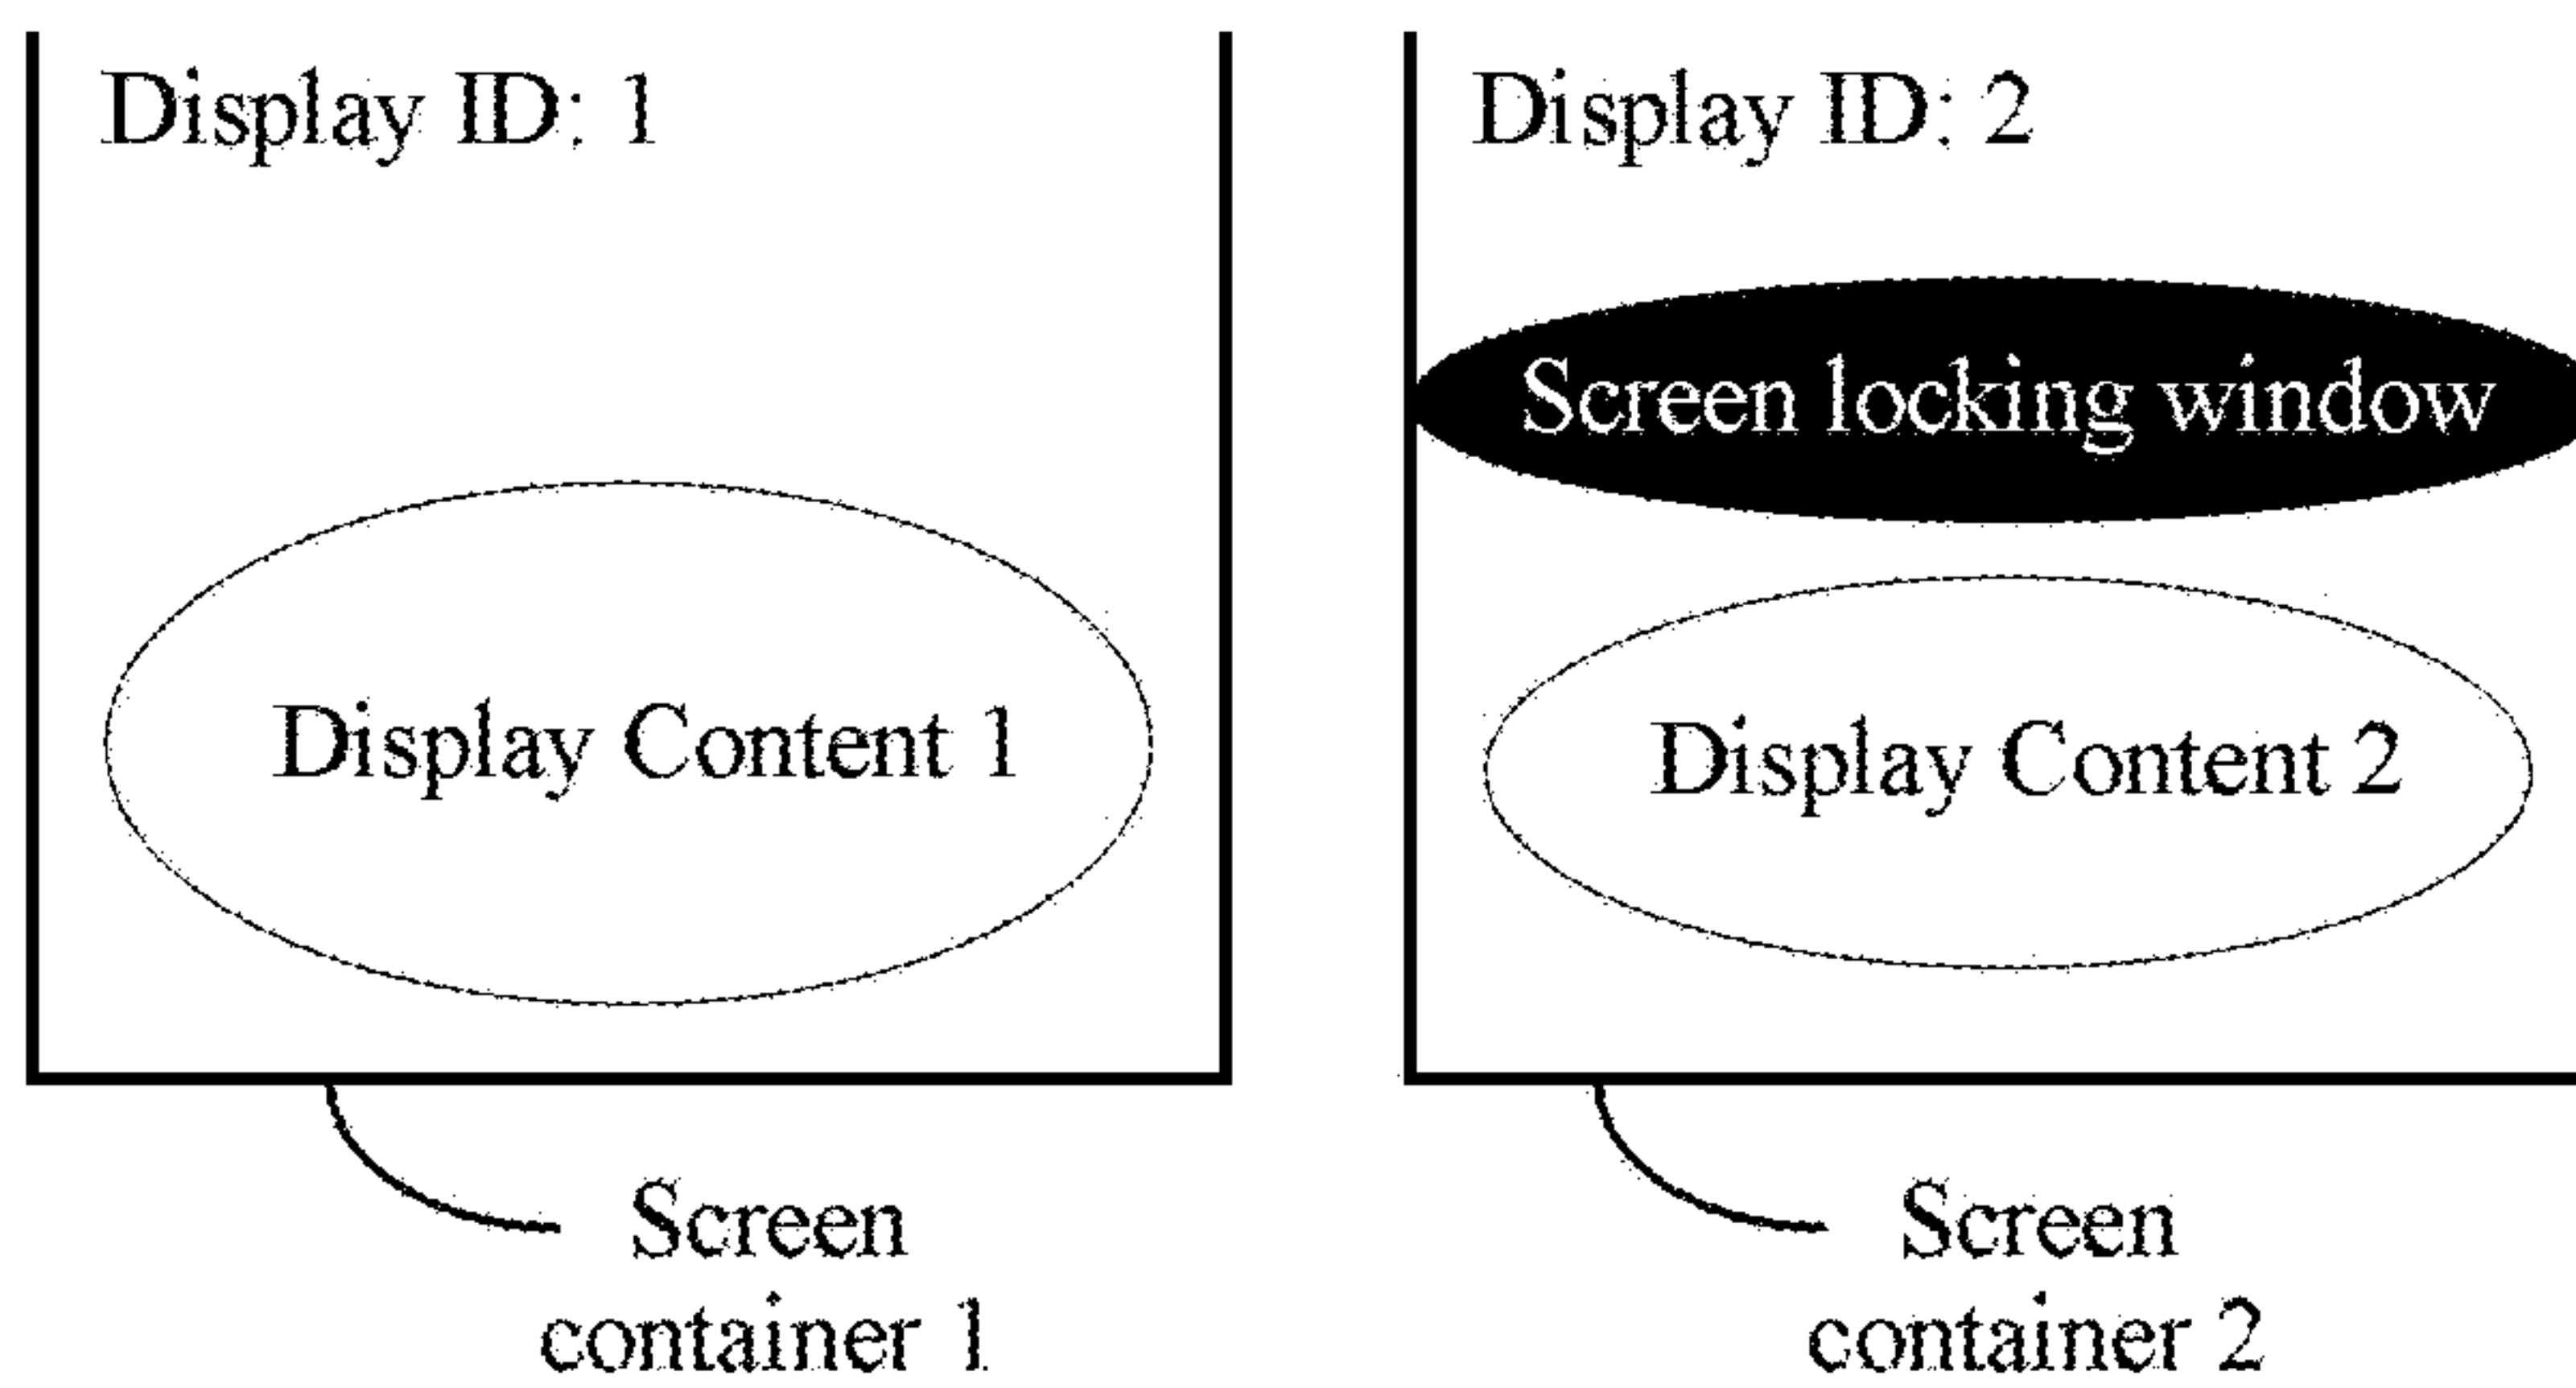 Display ID: 1
Display Content 1
Screen
container 1
Display ID: 2
Screen locking window
Display Content 2
Screen
container 2